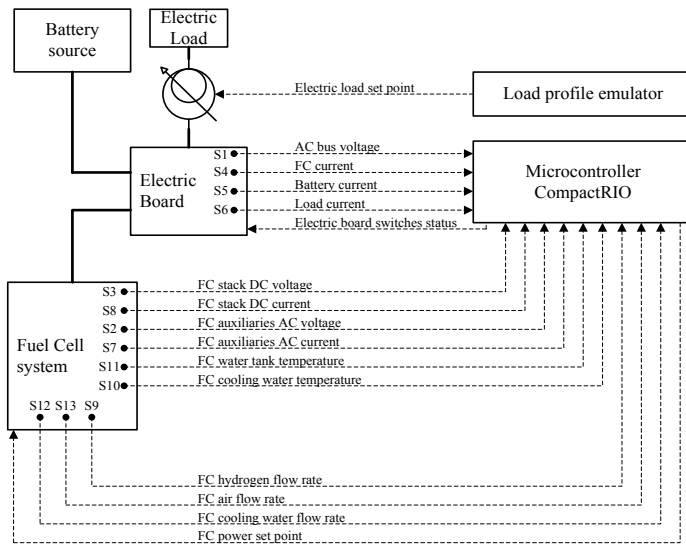 Battery
source
Electric
Load
Electric load set point
Load profile emulator
S1
AC bus voltage
S4
FC current
Electric
Board
S5
Battery current
S6
Load current
Electric board switches status
Microcontroller
CompactRIO
S3
FC stack DC voltage
S8
FC stack DC current
S2
FC auxiliaries AC voltage
Fuel Cell
system
S7
FC auxiliaries AC current
S11
FC water tank temperature
S10
FC cooling water temperature
S12 S13 S9
FC hydrogen flow rate
FC air flow rate
FC cooling water flow rate
FC power set point